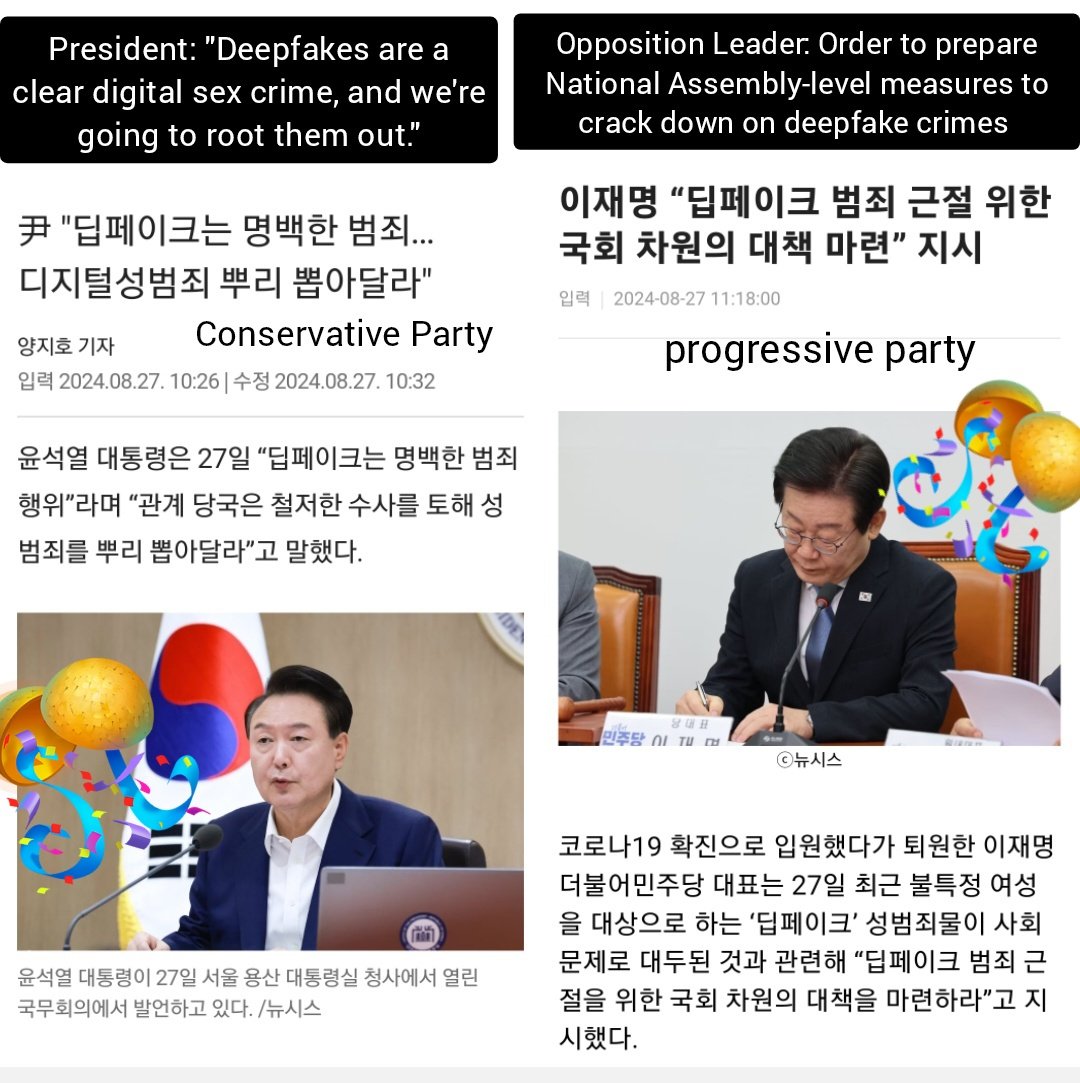 President: "Deepfakes are a
clear digital sex crime, and we're
going to root them out."
尹 "딥페이크는 명백한 범죄...
디지털성범죄 뿌리 뽑아달라"
양지호 기자
Conservative Party
입력 2024.08.27. 10:26 | 수정 2024.08.27. 10:32
윤석열 대통령은 27일 “딥페이크는 명백한 범죄
행위”라며 “관계 당국은 철저한 수사를 토해 성
범죄를 뿌리 뽑아달라”고 말했다.
윤석열 대통령이 27일 서울 용산 대통령실 청사에서 열린
국무회의에서 발언하고 있다. /뉴시스
Opposition Leader: Order to prepare
National Assembly-level measures to
crack down on deepfake crimes
이재명 “딥페이크 범죄 근절 위한
국회 차원의 대책 마련” 지시
입력 | 2024-08-27 11:18:00
progressive party
당대표
민주당 이재명
ⓒ뉴시스
코로나19 확진으로 입원했다가 퇴원한 이재명
더불어민주당 대표는 27일 최근 불특정 여성
을 대상으로 하는 ‘딥페이크’ 성범죄물이 사회
문제로 대두된 것과 관련해 “딥페이크 범죄 근
절을 위한 국회 차원의 대책을 마련하라”고 지
시했다.